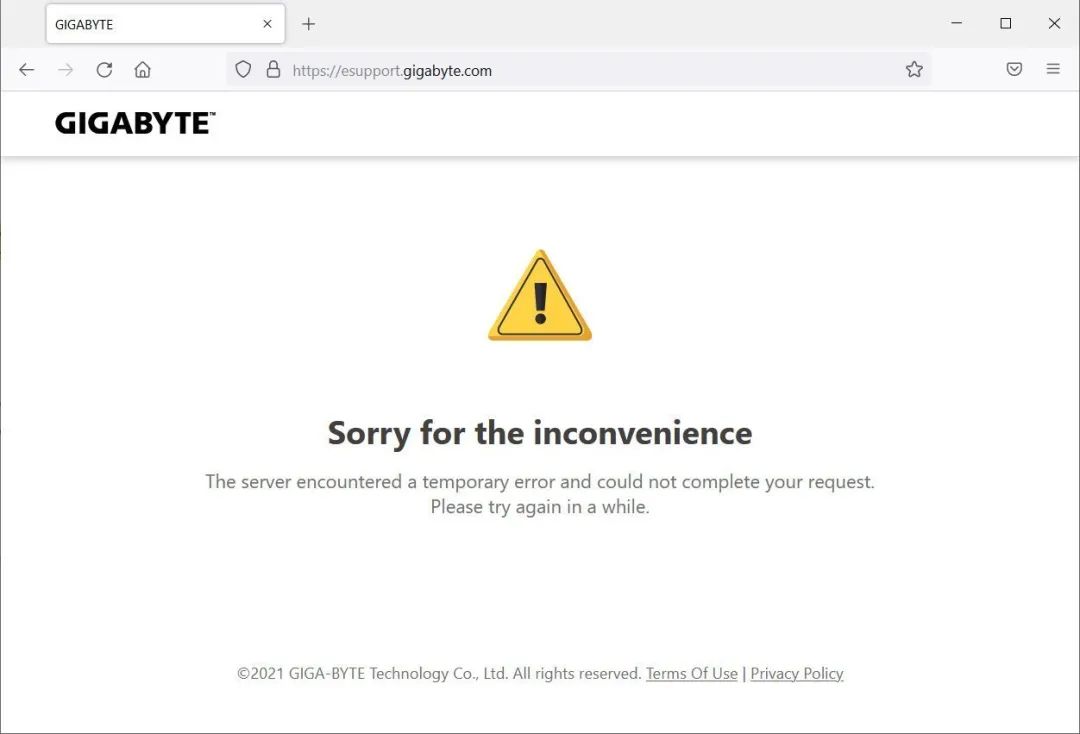 GIGABYTE
https://esupport.gigabyte.com
GIGABYTE™
Sorry for the inconvenience
The server encountered a temporary error and could not complete your request.
Please try again in a while.
©2021 GIGA-BYTE Technology Co., Ltd. All rights reserved. Terms Of Use | Privacy Policy